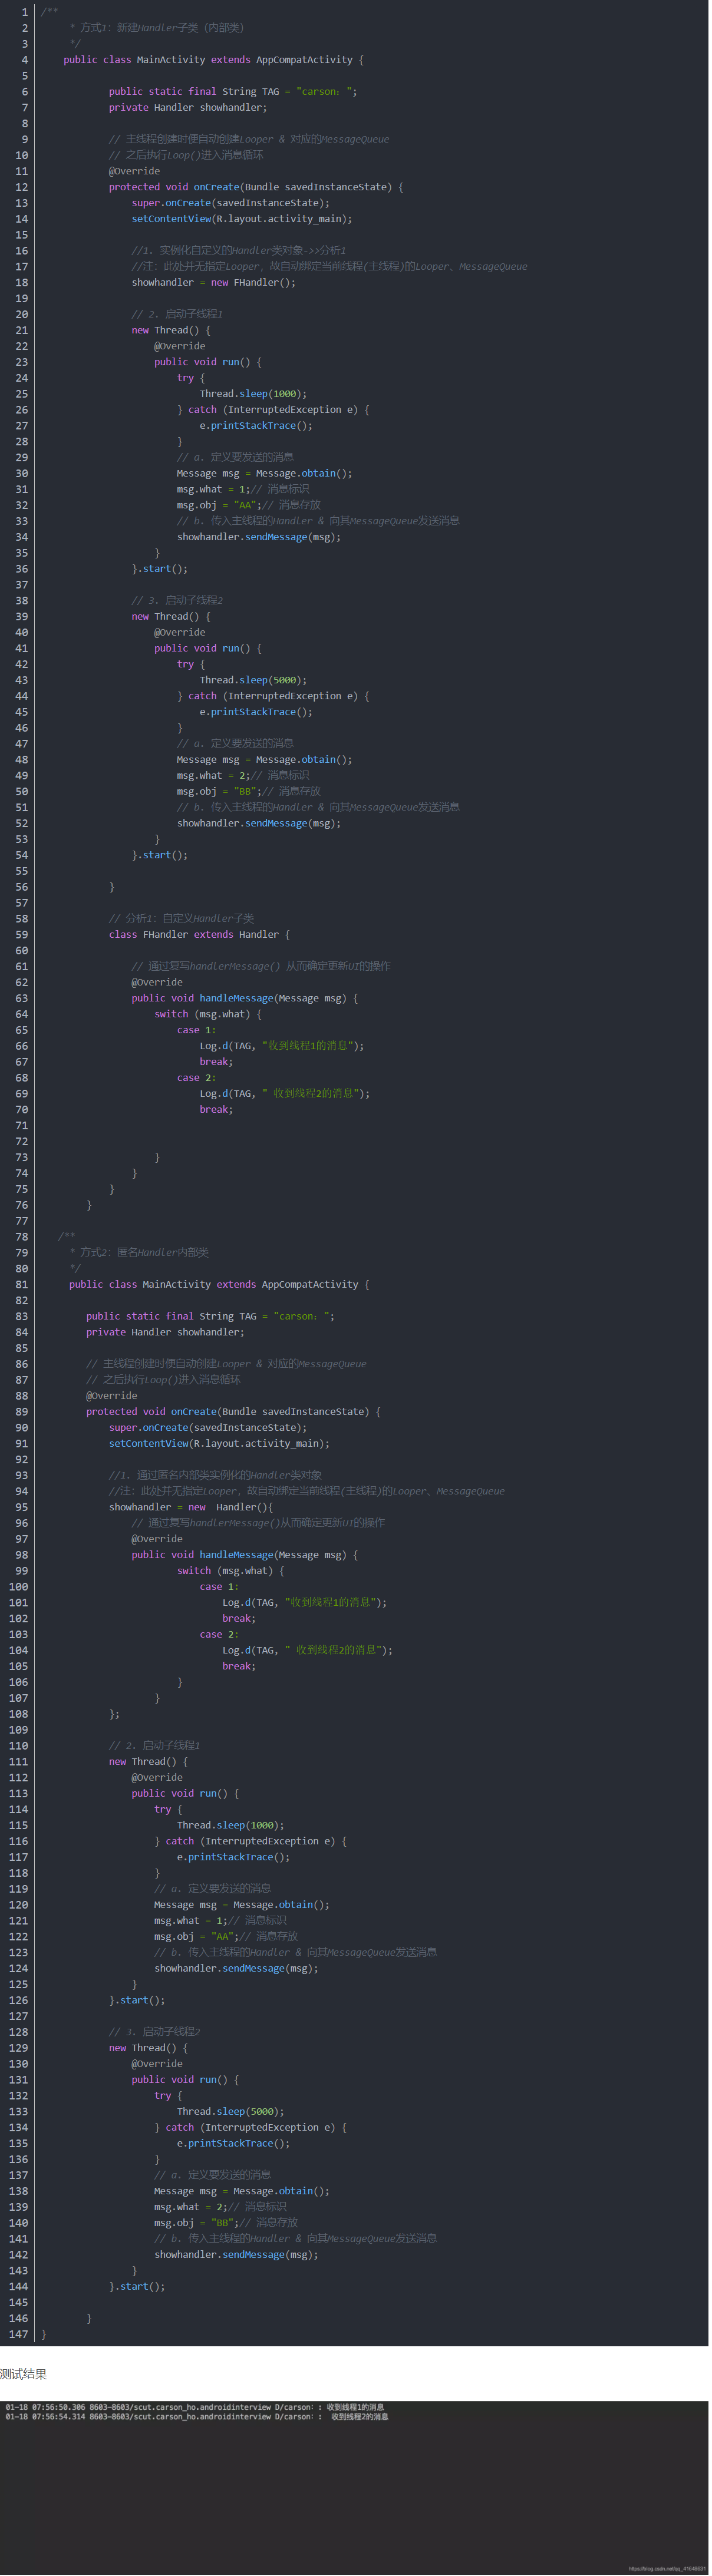 1 /**
2 * 方式1：新建Handler子类（内部类）
3 */
4 public class MainActivity extends AppCompatActivity {
5
6 public static final String TAG = "carson：";
7 private Handler showhandler;
8
9 // 主线程创建时便自动创建Looper & 对应的MessageQueue
10 // 之后执行Loop()进入消息循环
11 @Override
12 protected void onCreate(Bundle savedInstanceState) {
13 super.onCreate(savedInstanceState);
14 setContentView(R.layout.activity_main);
15
16 //1. 实例化自定义的Handler类对象->>分析1
17 //注：此处并无指定Looper，故自动绑定当前线程(主线程)的Looper、MessageQueue
18 showhandler = new FHandler();
19
20 // 2. 启动子线程1
21 new Thread() {
22 @Override
23 public void run() {
24 try {
25 Thread.sleep(1000);
26 } catch (InterruptedException e) {
27 e.printStackTrace();
28 }
29 // a. 定义要发送的消息
30 Message msg = Message.obtain();
31 msg.what = 1;// 消息标识
32 msg.obj = "AA";// 消息存放
33 // b. 传入主线程的Handler & 向其MessageQueue发送消息
34 showhandler.sendMessage(msg);
35 }
36 }.start();
37
38 // 3. 启动子线程2
39 new Thread() {
40 @Override
41 public void run() {
42 try {
43 Thread.sleep(5000);
44 } catch (InterruptedException e) {
45 e.printStackTrace();
46 }
47 // a. 定义要发送的消息
48 Message msg = Message.obtain();
49 msg.what = 2;// 消息标识
50 msg.obj = "BB";// 消息存放
51 // b. 传入主线程的Handler & 向其MessageQueue发送消息
52 showhandler.sendMessage(msg);
53 }
54 }.start();
55
56 }
57
58 // 分析1：自定义Handler子类
59 class FHandler extends Handler {
60
61 // 通过复写handlerMessage() 从而确定更新UI的操作
62 @Override
63 public void handleMessage(Message msg) {
64 switch (msg.what) {
65 case 1:
66 Log.d(TAG, "收到线程1的消息");
67 break;
68 case 2:
69 Log.d(TAG, " 收到线程2的消息");
70 break;
71
72
73 }
74 }
75 }
76 }
77
78 /**
79 * 方式2：匿名Handler内部类
80 */
81 public class MainActivity extends AppCompatActivity {
82
83 public static final String TAG = "carson：";
84 private Handler showhandler;
85
86 // 主线程创建时便自动创建Looper & 对应的MessageQueue
87 // 之后执行Loop()进入消息循环
88 @Override
89 protected void onCreate(Bundle savedInstanceState) {
90 super.onCreate(savedInstanceState);
91 setContentView(R.layout.activity_main);
92
93 //1. 通过匿名内部类实例化的Handler类对象
94 //注：此处并无指定Looper，故自动绑定当前线程(主线程)的Looper、MessageQueue
95 showhandler = new  Handler(){
96 // 通过复写handlerMessage()从而确定更新UI的操作
97 @Override
98 public void handleMessage(Message msg) {
99 switch (msg.what) {
100 case 1:
101 Log.d(TAG, "收到线程1的消息");
102 break;
103 case 2:
104 Log.d(TAG, " 收到线程2的消息");
105 break;
106 }
107 }
108 };
109
110 // 2. 启动子线程1
111 new Thread() {
112 @Override
113 public void run() {
114 try {
115 Thread.sleep(1000);
116 } catch (InterruptedException e) {
117 e.printStackTrace();
118 }
119 // a. 定义要发送的消息
120 Message msg = Message.obtain();
121 msg.what = 1;// 消息标识
122 msg.obj = "AA";// 消息存放
123 // b. 传入主线程的Handler & 向其MessageQueue发送消息
124 showhandler.sendMessage(msg);
125 }
126 }.start();
127
128 // 3. 启动子线程2
129 new Thread() {
130 @Override
131 public void run() {
132 try {
133 Thread.sleep(5000);
134 } catch (InterruptedException e) {
135 e.printStackTrace();
136 }
137 // a. 定义要发送的消息
138 Message msg = Message.obtain();
139 msg.what = 2;// 消息标识
140 msg.obj = "BB";// 消息存放
141 // b. 传入主线程的Handler & 向其MessageQueue发送消息
142 showhandler.sendMessage(msg);
143 }
144 }.start();
145
146 }
147 }
测试结果
01-18 07:56:50.306 8603-8603/scut.carson_ho.androidinterview D/carson：: 收到线程1的消息
01-18 07:56:54.314 8603-8603/scut.carson_ho.androidinterview D/carson：:  收到线程2的消息
https://blog.csdn.net/qq_41648631